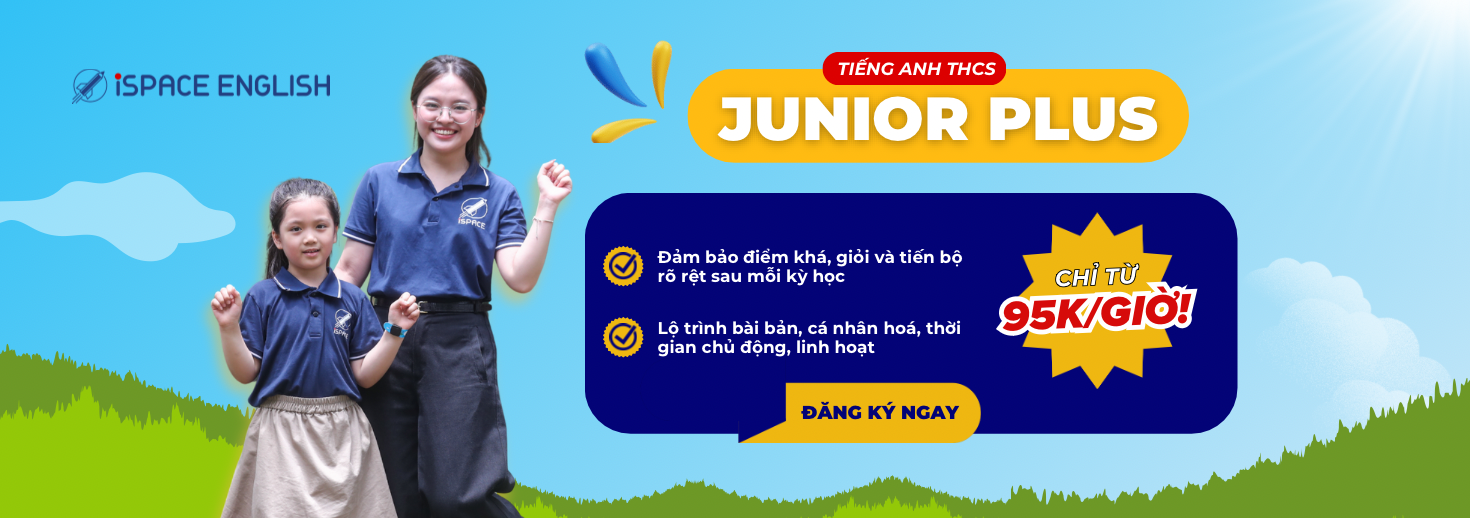 iSPACE ENGLISH
TIẾNG ANH THCS
JUNIOR PLUS
Đảm bảo điểm khá, giỏi và tiến bộ
rõ rệt sau mỗi kỳ học
Lộ trình bài bản, cá nhân hoá, thời
gian chủ động, linh hoạt
CHỈ TỪ
95K/GIỜ!
ĐĂNG KÝ NGAY
iSPACE
iSPACE